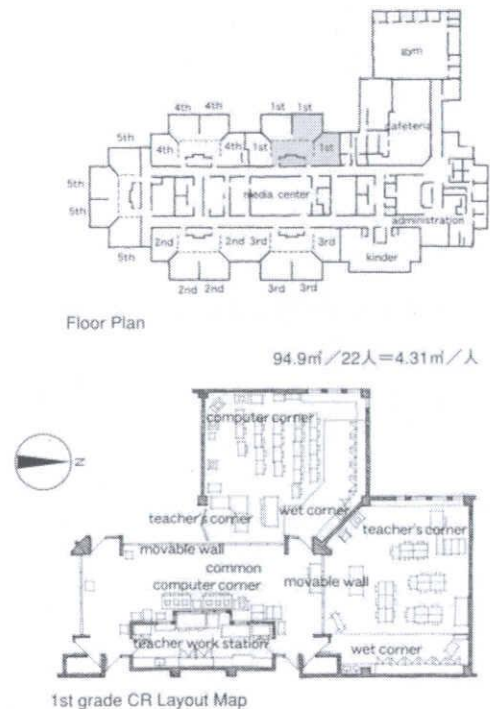 gym
4th 4th 1st 1st
cafeteria
5th 4th 4th 1st 1st
5th
media center
5th
administration
2nd 2nd 3rd 3rd
kinder
5th
2nd 2nd 3rd 3rd
Floor Plan
94.9㎡／22人＝4.31㎡／人
computer corner
N
teacher's corner
wet corner
teacher's corner
movable wall
common
computer corner
movable wall
teacher work station
wet corner
1st grade CR Layout Map